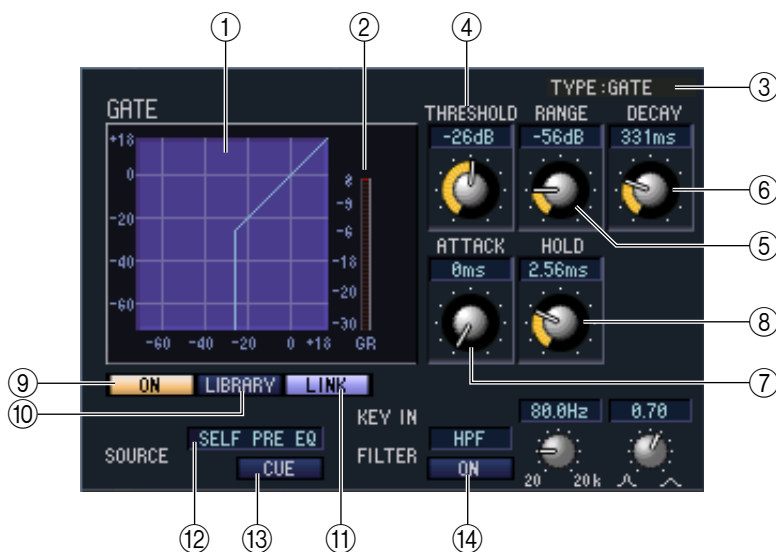 ① ② ④
TYPE:GATE ③
GATE
THRESHOLD RANGE DECAY
-26dB -56dB 331ms
+18
0
-20
-40
-60
-60 -40 -20 0 +18 GR
-18
-20
-30
⑥
⑤
ATTACK HOLD
0ms 2.56ms
⑧
⑦
⑨ ON LIBRARY LINK
⑩
KEY IN
80.0Hz 0.70
SOURCE SELF PRE EQ
CUE
FILTER HPF
ON
20 20k
⑫ ⑬ ⑪ ⑭